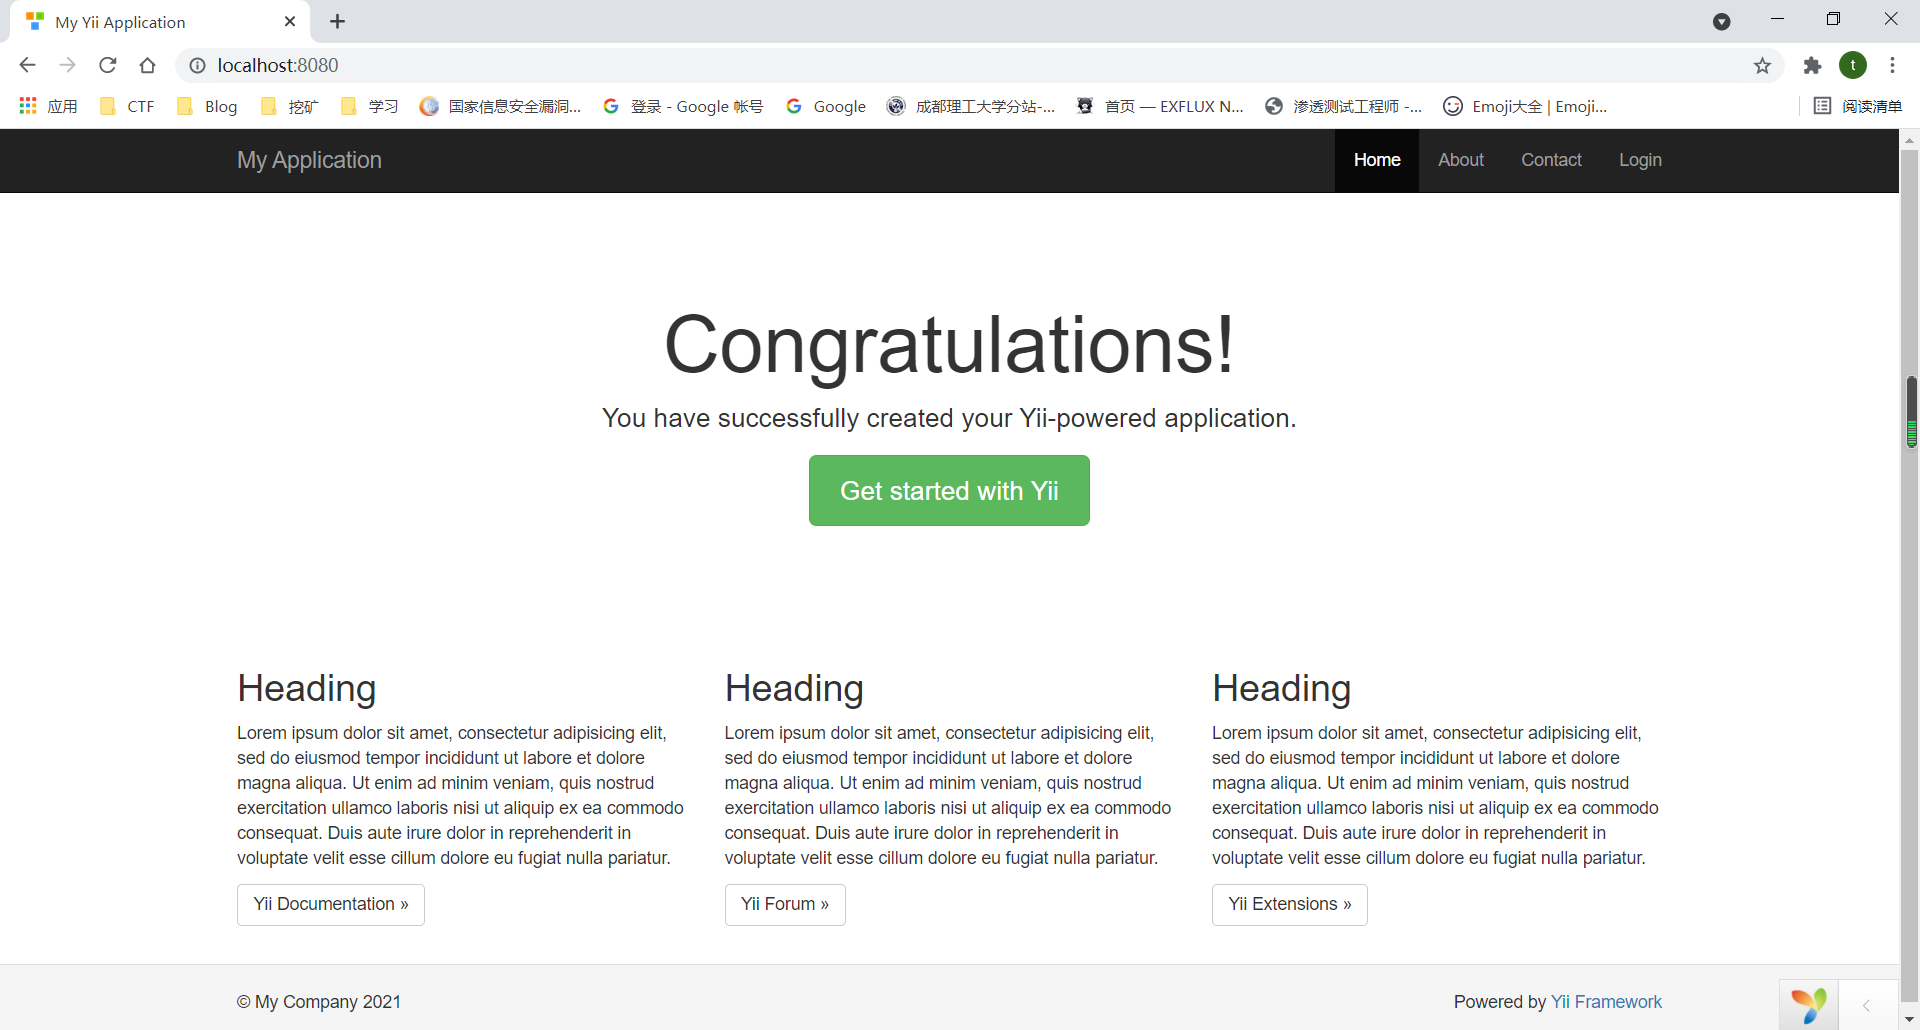 My Yii Application
localhost:8080
t
应用
CTF
Blog
挖矿
学习
国家信息安全漏洞...
登录 - Google 帐号
Google
成都理工大学分站-...
首页 — EXFLUX N...
渗透测试工程师 -...
Emoji大全 | Emoji...
阅读清单
My Application
Home
About
Contact
Login
Congratulations!
You have successfully created your Yii-powered application.
Get started with Yii
Heading
Lorem ipsum dolor sit amet, consectetur adipisicing elit,
sed do eiusmod tempor incididunt ut labore et dolore
magna aliqua. Ut enim ad minim veniam, quis nostrud
exercitation ullamco laboris nisi ut aliquip ex ea commodo
consequat. Duis aute irure dolor in reprehenderit in
voluptate velit esse cillum dolore eu fugiat nulla pariatur.
Yii Documentation »
Heading
Lorem ipsum dolor sit amet, consectetur adipisicing elit,
sed do eiusmod tempor incididunt ut labore et dolore
magna aliqua. Ut enim ad minim veniam, quis nostrud
exercitation ullamco laboris nisi ut aliquip ex ea commodo
consequat. Duis aute irure dolor in reprehenderit in
voluptate velit esse cillum dolore eu fugiat nulla pariatur.
Yii Forum »
Heading
Lorem ipsum dolor sit amet, consectetur adipisicing elit,
sed do eiusmod tempor incididunt ut labore et dolore
magna aliqua. Ut enim ad minim veniam, quis nostrud
exercitation ullamco laboris nisi ut aliquip ex ea commodo
consequat. Duis aute irure dolor in reprehenderit in
voluptate velit esse cillum dolore eu fugiat nulla pariatur.
Yii Extensions »
© My Company 2021
Powered by Yii Framework